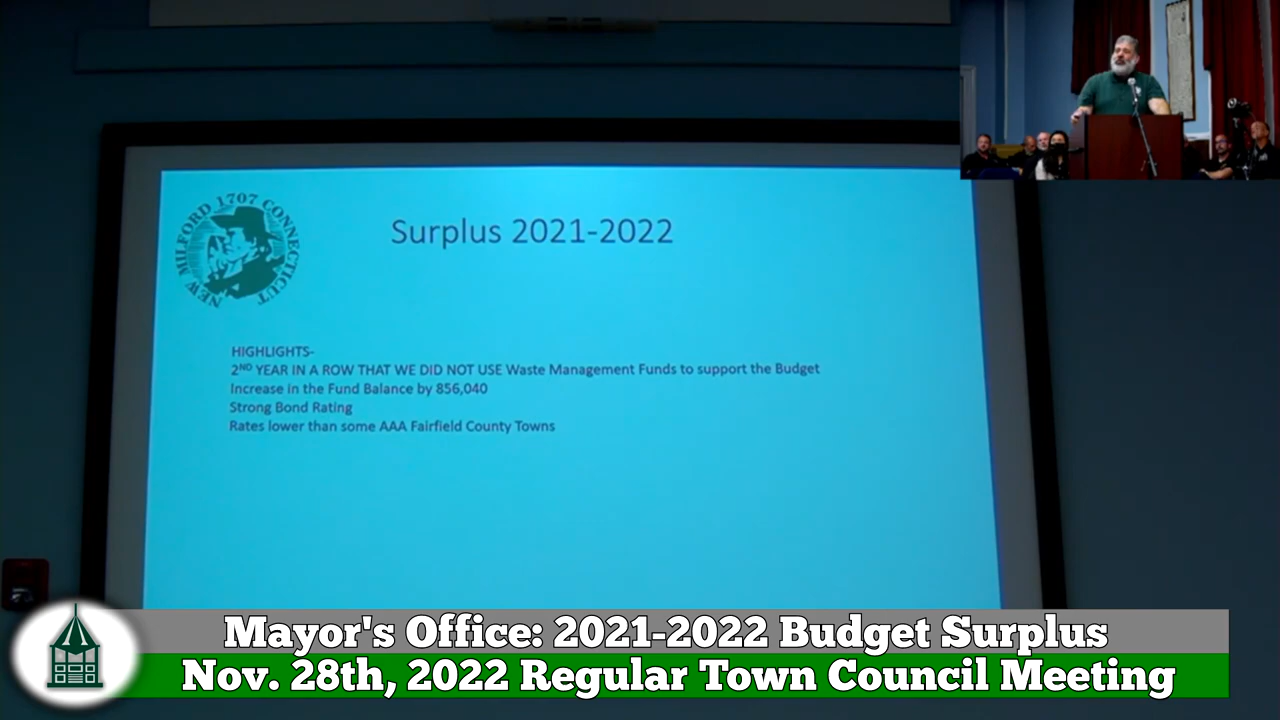 NEW MILFORD 1707 CONNECTICUT
Surplus 2021-2022
HIGHLIGHTS-
2ND YEAR IN A ROW THAT WE DID NOT USE Waste Management Funds to support the Budget
Increase in the Fund Balance by 856,040
Strong Bond Rating
Rates lower than some AAA Fairfield County Towns
Mayor's Office: 2021-2022 Budget Surplus
Nov. 28th, 2022 Regular Town Council Meeting